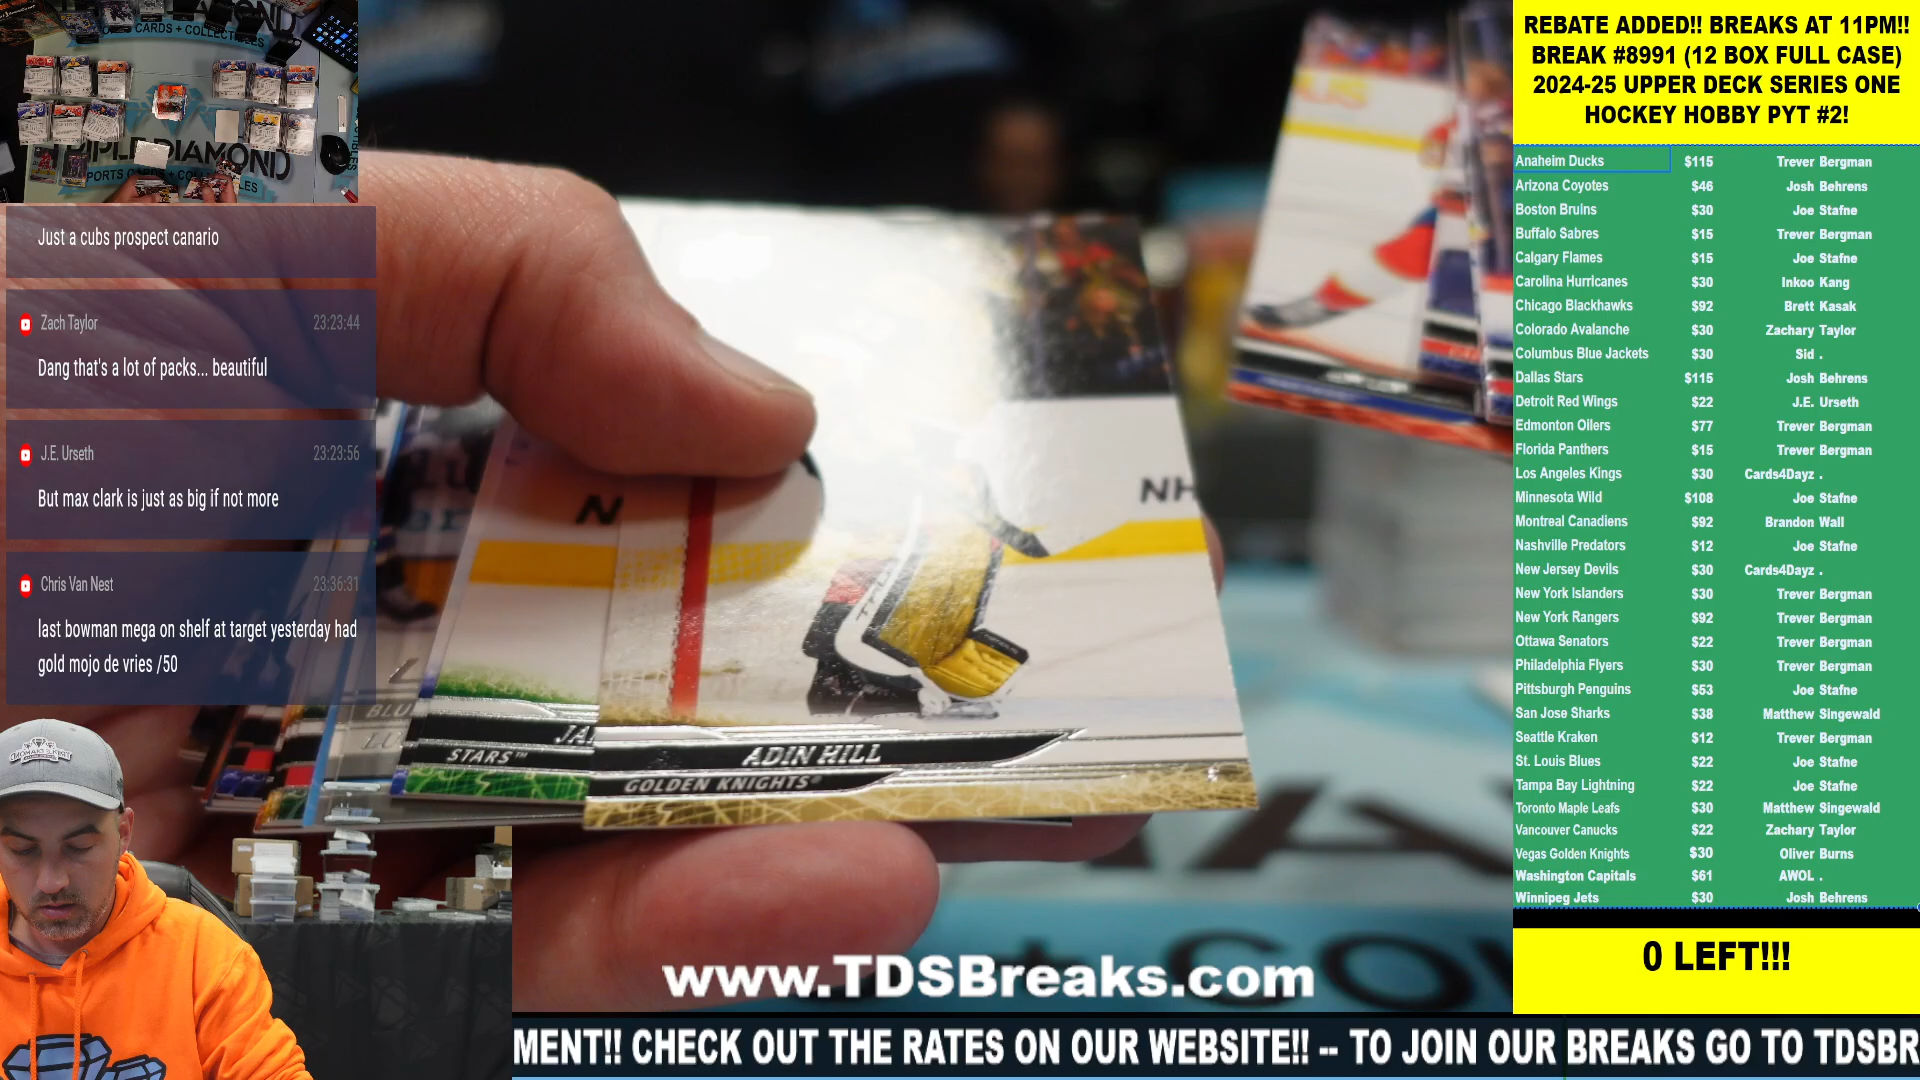 REBATE ADDED!! BREAKS AT 11PM!!
BREAK #8991 (12 BOX FULL CASE)
2024-25 UPPER DECK SERIES ONE
HOCKEY HOBBY PYT #2!
Anaheim Ducks $115 Trever Bergman
Arizona Coyotes $46 Josh Behrens
Boston Bruins $30 Joe Stafne
Buffalo Sabres $15 Trever Bergman
Calgary Flames $15 Joe Stafne
Carolina Hurricanes $30 Inkoo Kang
Chicago Blackhawks $92 Brett Kasak
Colorado Avalanche $30 Zachary Taylor
Columbus Blue Jackets $30 Sid .
Dallas Stars $115 Josh Behrens
Detroit Red Wings $22 J.E. Urseth
Edmonton Oilers $77 Trever Bergman
Florida Panthers $15 Trever Bergman
Los Angeles Kings $30 Cards4Dayz .
Minnesota Wild $108 Joe Stafne
Montreal Canadiens $92 Brandon Wall
Nashville Predators $12 Joe Stafne
New Jersey Devils $30 Cards4Dayz .
New York Islanders $30 Trever Bergman
New York Rangers $92 Trever Bergman
Ottawa Senators $22 Trever Bergman
Philadelphia Flyers $30 Trever Bergman
Pittsburgh Penguins $53 Joe Stafne
San Jose Sharks $38 Matthew Singewald
Seattle Kraken $12 Trever Bergman
St. Louis Blues $22 Joe Stafne
Tampa Bay Lightning $22 Joe Stafne
Toronto Maple Leafs $30 Matthew Singewald
Vancouver Canucks $22 Zachary Taylor
Vegas Golden Knights $30 Oliver Burns
Washington Capitals $61 AWOL .
Winnipeg Jets $30 Josh Behrens
0 LEFT!!!
Just a cubs prospect canario
Zach Taylor 23:23:44
Dang that's a lot of packs... beautiful
J.E. Urseth 23:23:56
But max clark is just as big if not more
Chris Van Nest 23:36:31
last bowman mega on shelf at target yesterday had
gold mojo de vries /50
N
NH
JA
STARS™
ADIN HILL
GOLDEN KNIGHTS®
www.TDSBreaks.com
MENT!! CHECK OUT THE RATES ON OUR WEBSITE!! -- TO JOIN OUR BREAKS GO TO TDSBR